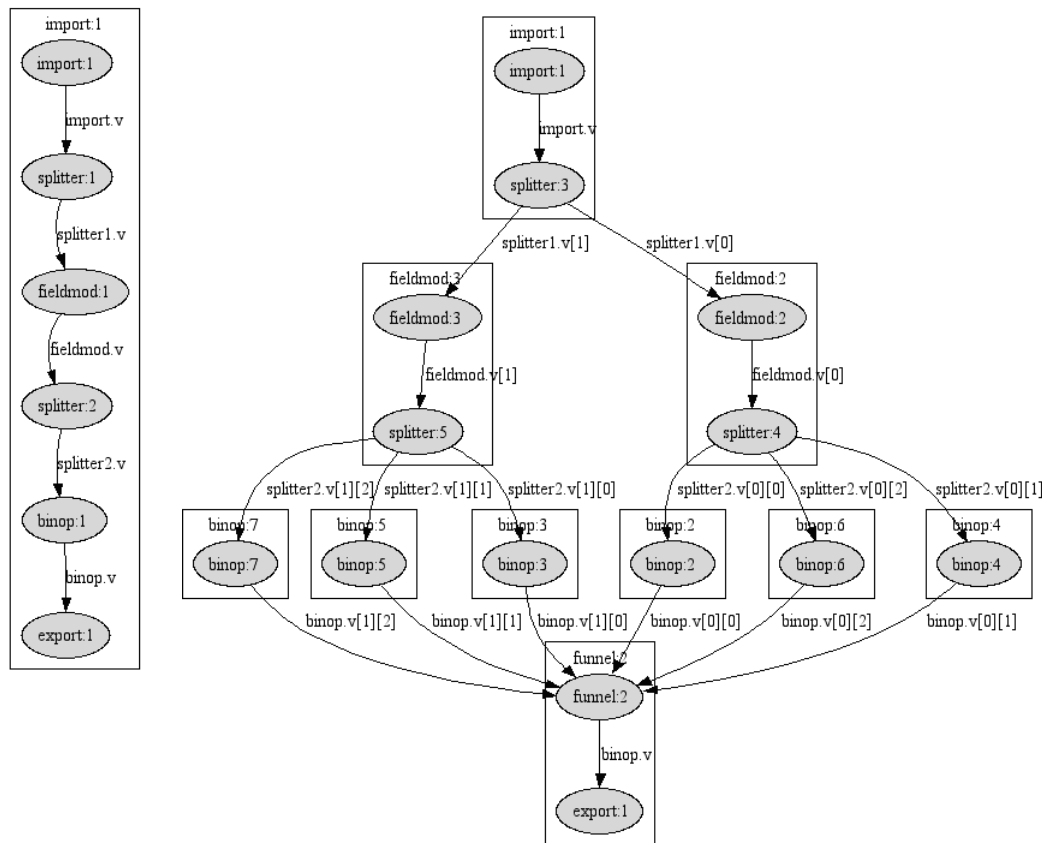 import:1
import:1
import.v
splitter:1
splitter1.v
fieldmod:1
fieldmod.v
splitter:2
splitter2.v
binop:1
binop.v
export:1
import:1
import:1
import.v
splitter:3
splitter1.v[1]
splitter1.v[0]
fieldmod:3
fieldmod:2
fieldmod:3
fieldmod:2
fieldmod.v[1]
fieldmod.v[0]
splitter:5
splitter:4
splitter2.v[1][2]
splitter2.v[1][1]
splitter2.v[1][0]
splitter2.v[0][0]
splitter2.v[0][2]
splitter2.v[0][1]
binop:7
binop:5
binop:3
binop:2
binop:6
binop:4
binop:7
binop:5
binop:3
binop:2
binop:6
binop:4
binop.v[1][2]
binop.v[1][1]
binop.v[1][0]
binop.v[0][0]
binop.v[0][2]
binop.v[0][1]
funnel:2
funnel:2
binop.v
export:1